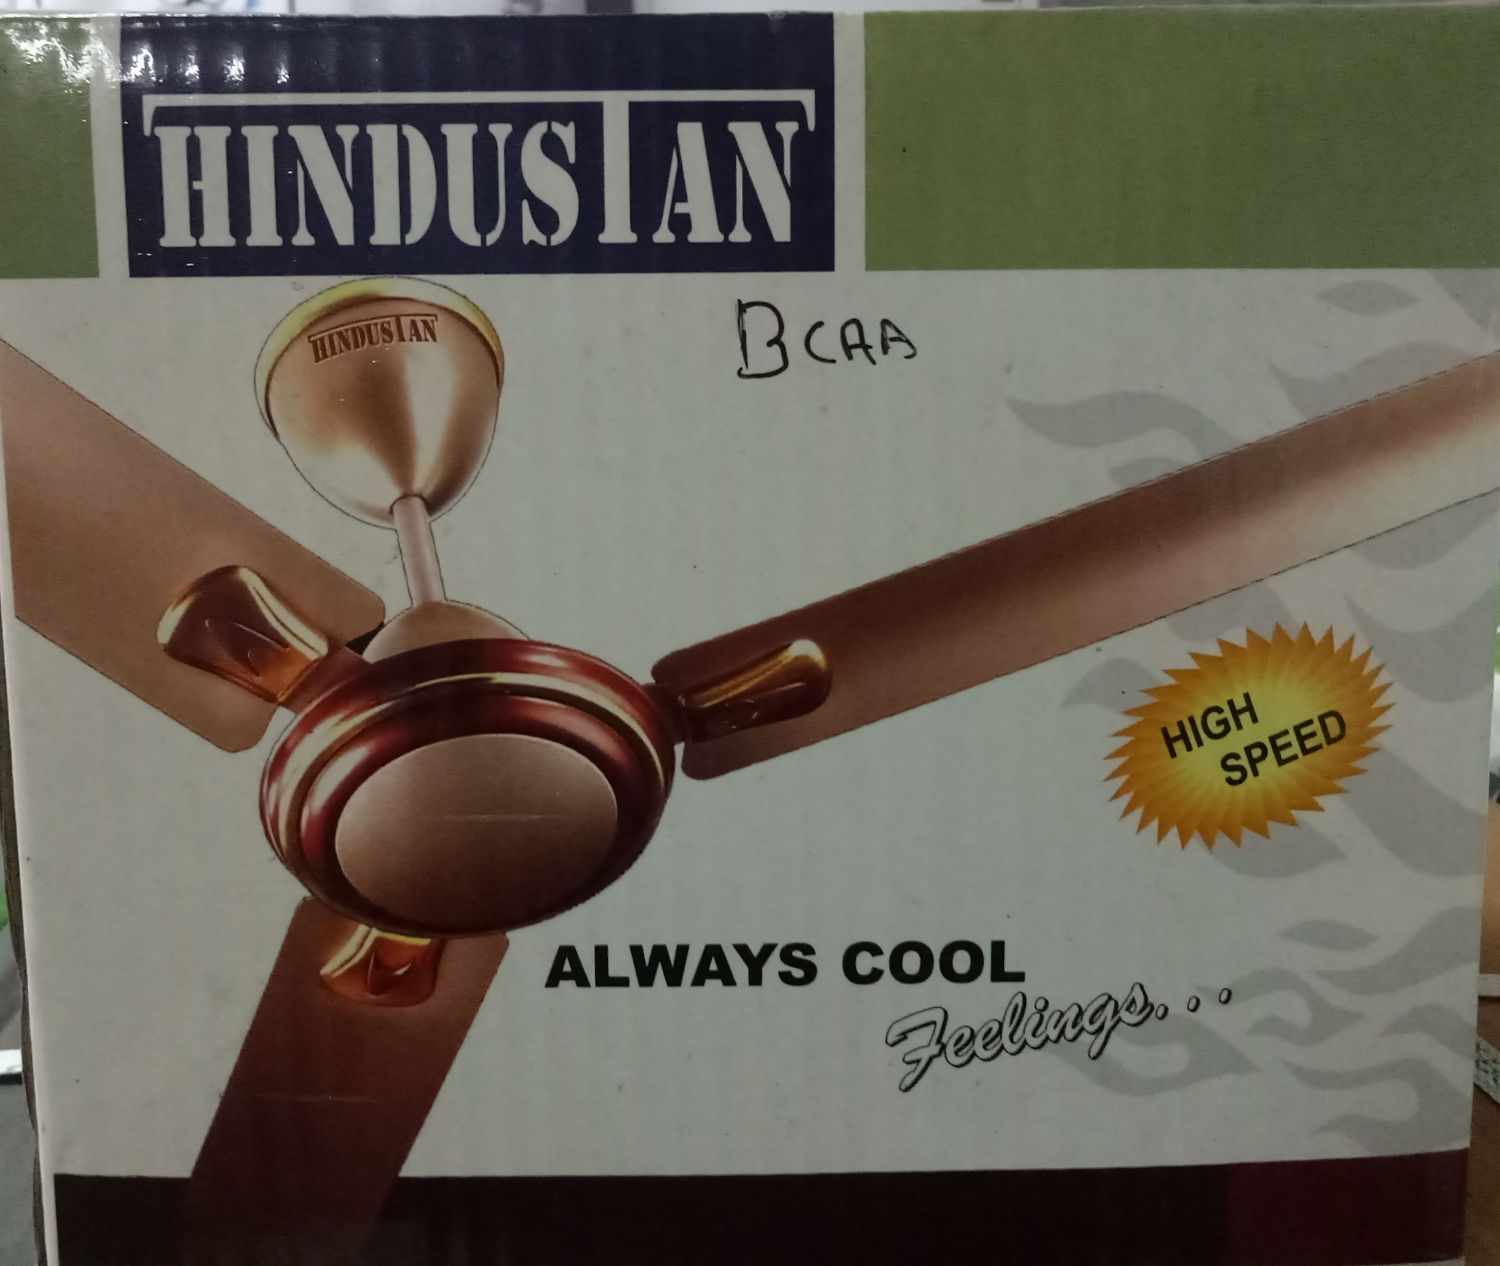 HINDUSTAN
HINDUSTAN
BCAA
HIGH
SPEED
ALWAYS COOL
Feelings...